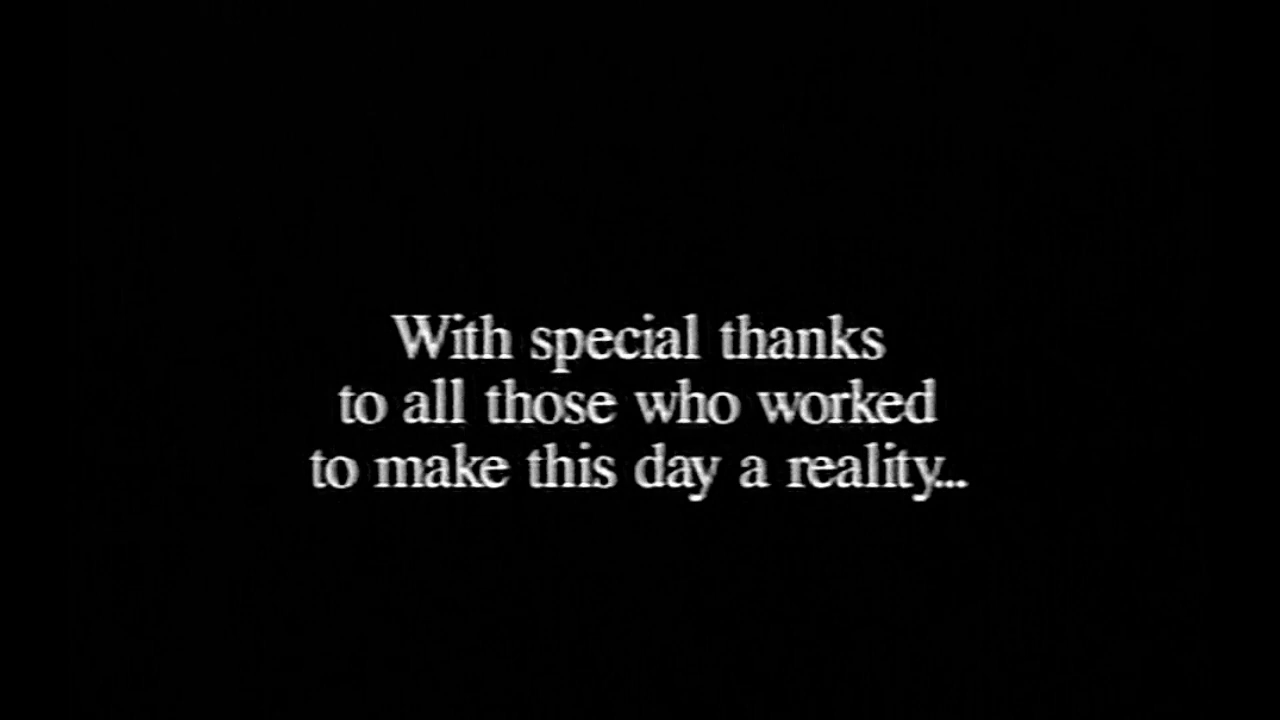 With special thanks
to all those who worked
to make this day a reality...